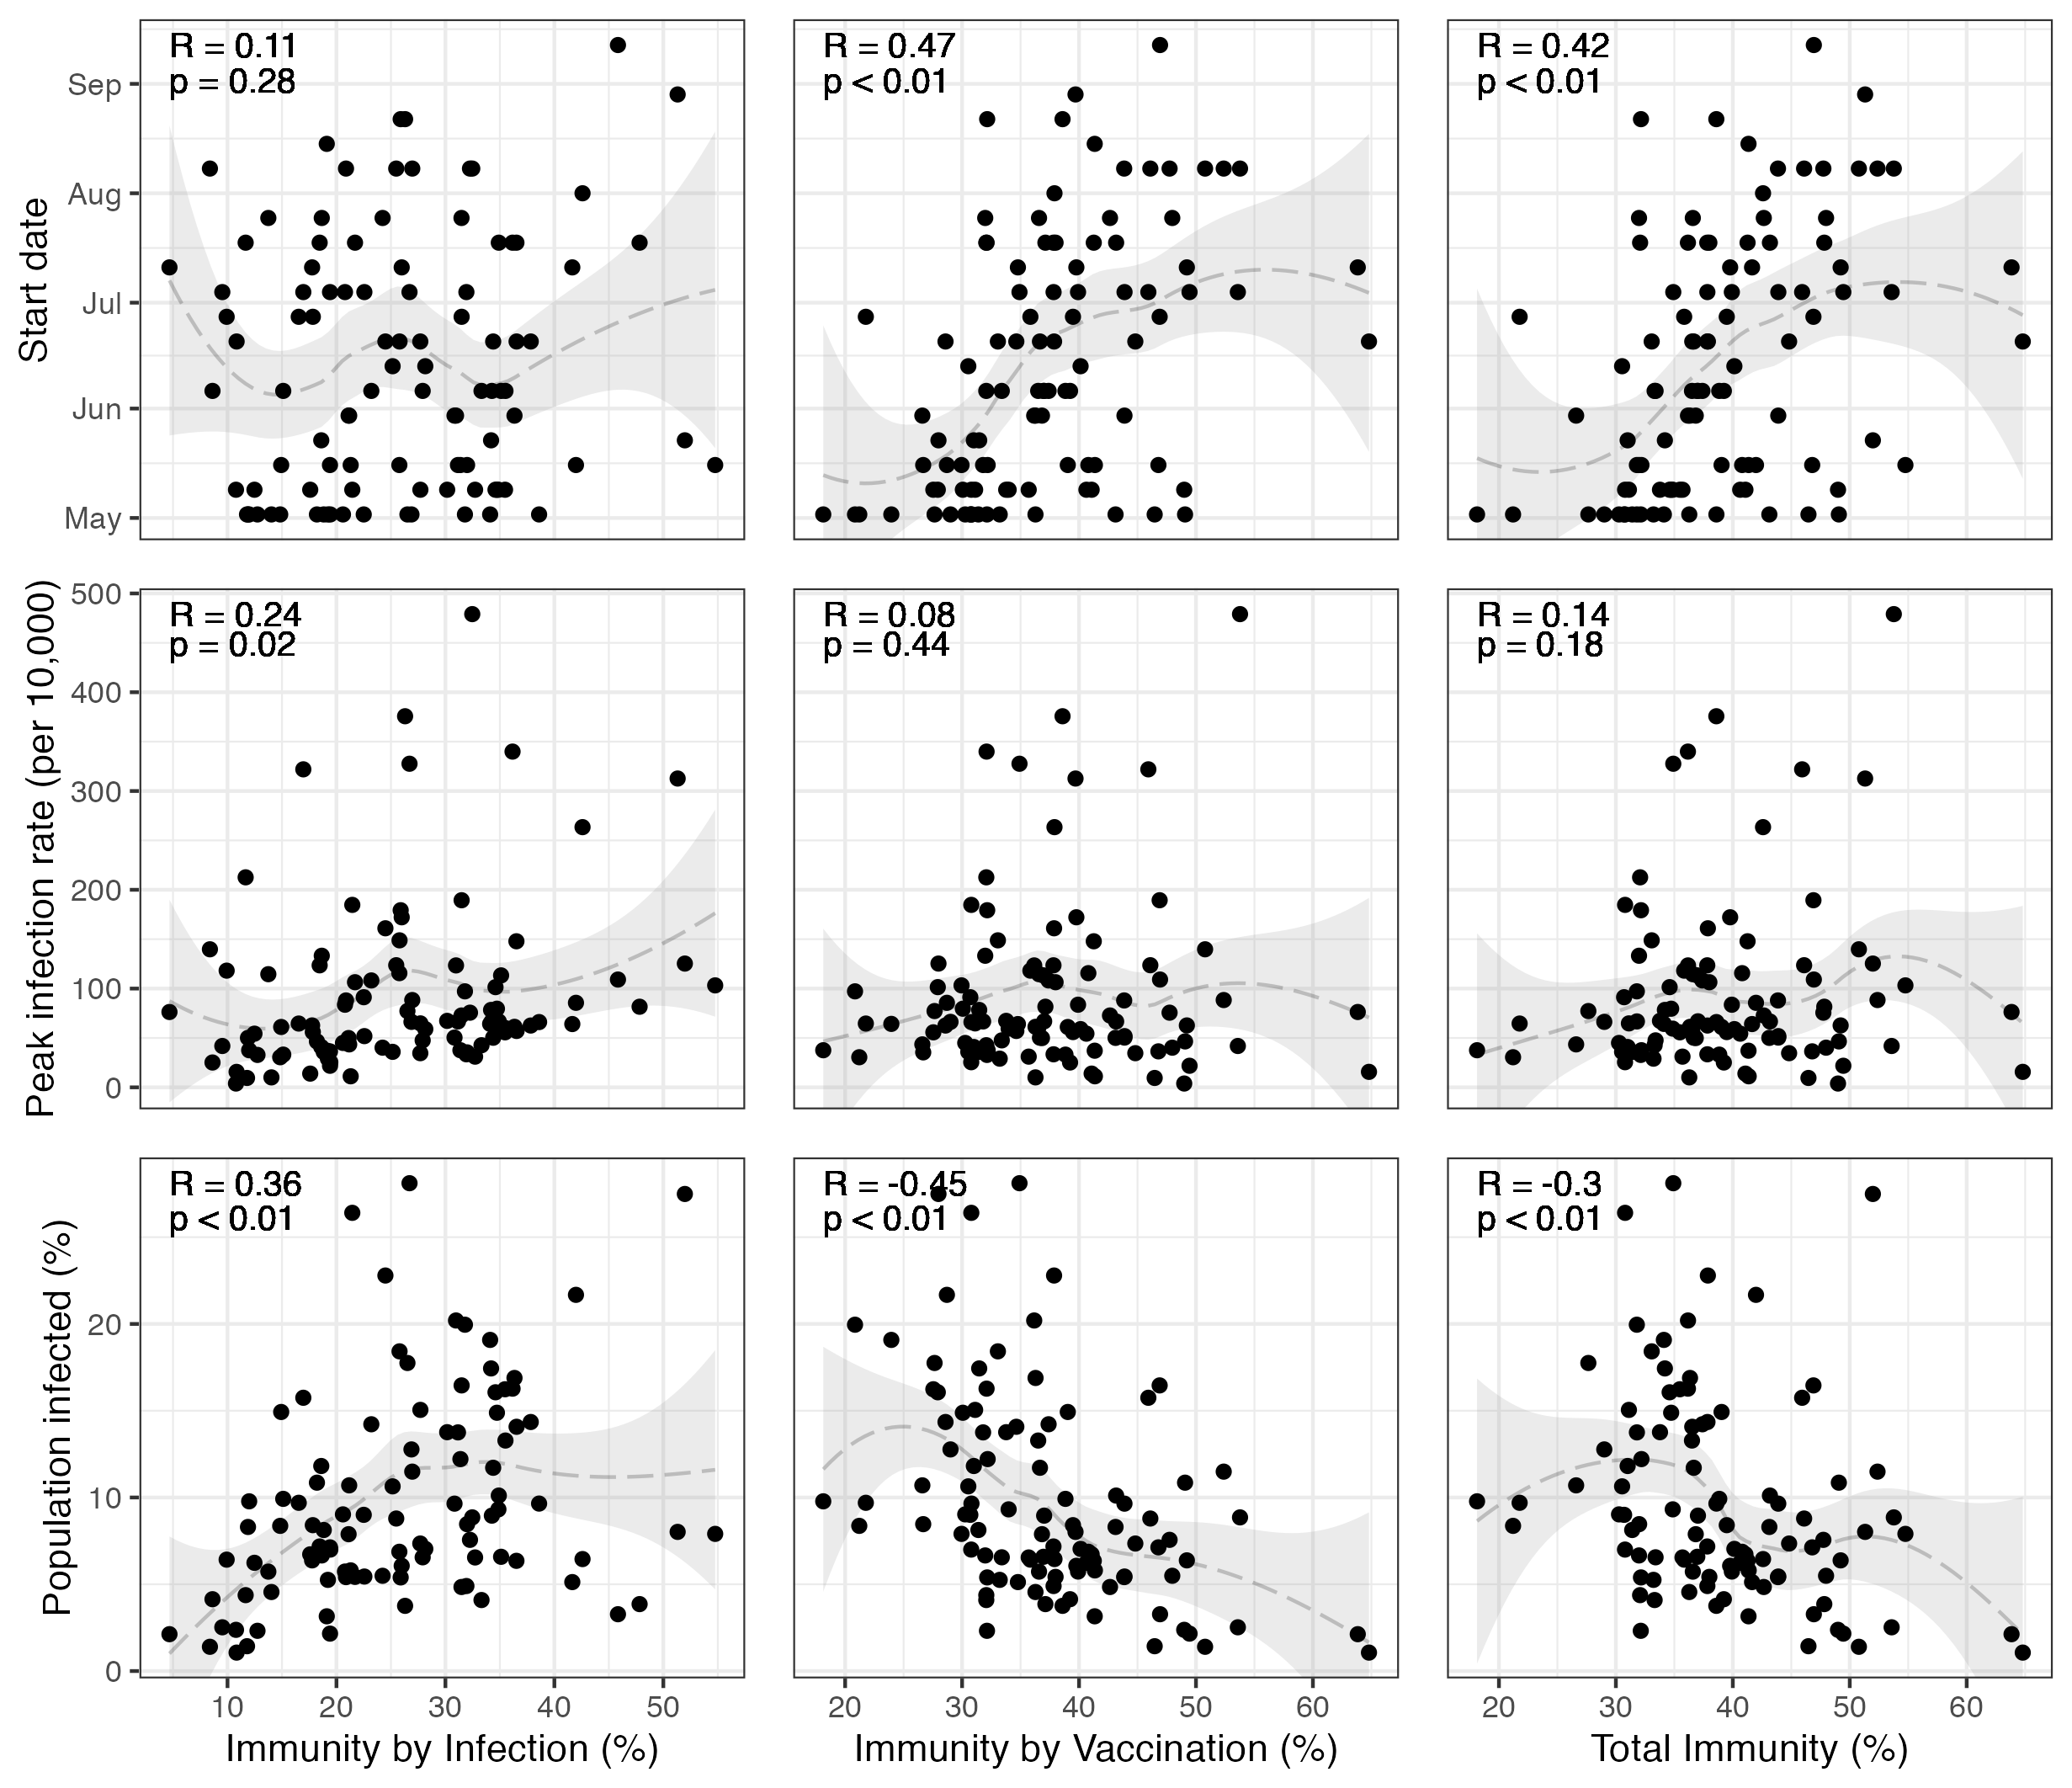 R = 0.11
p = 0.28
R = 0.47
p < 0.01
R = 0.42
p < 0.01
Start date
Sep
Aug
Jul
Jun
May
R = 0.24
p = 0.02
R = 0.08
p = 0.44
R = 0.14
p = 0.18
Peak infection rate (per 10,000)
500
400
300
200
100
0
R = 0.36
p < 0.01
R = -0.45
p < 0.01
R = -0.3
p < 0.01
Population infected (%)
20
10
0
10 20 30 40 50
20 30 40 50 60
20 30 40 50 60
Immunity by Infection (%)
Immunity by Vaccination (%)
Total Immunity (%)